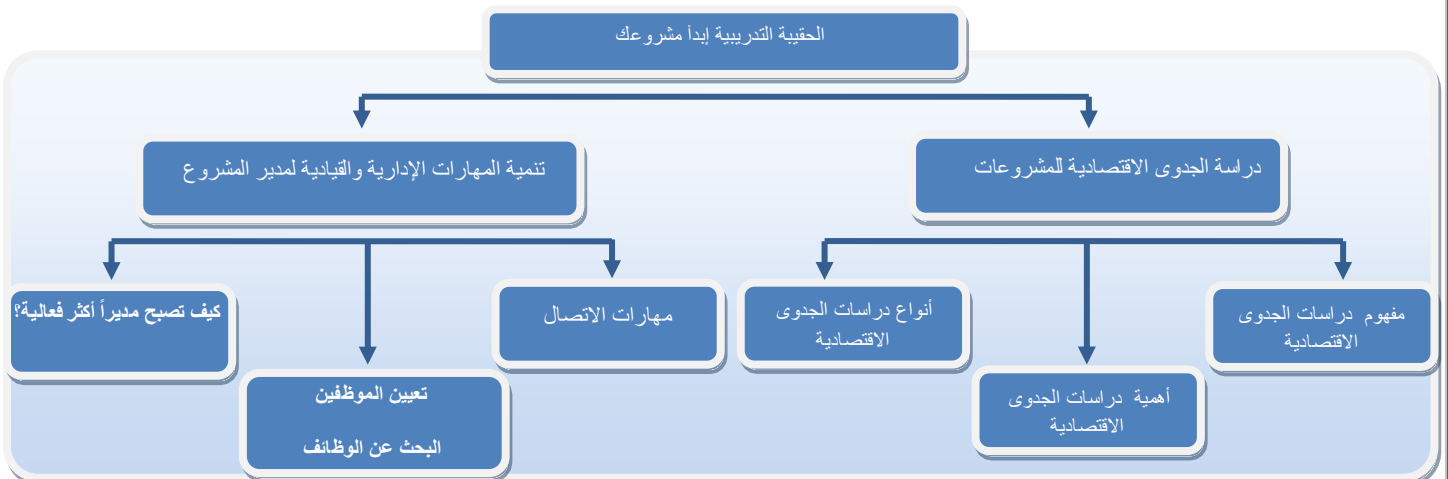 الحقيبة التدريبية إبدأ مشروعك
دراسة الجدوى الاقتصادية للمشروعات
تنمية المهارات الإدارية والقيادية لمدير المشروع
مفهوم دراسات الجدوى
الاقتصادية
أهمية دراسات الجدوى
الاقتصادية
أنواع دراسات الجدوى
الاقتصادية
مهارات الاتصال
تعيين الموظفين
البحث عن الوظائف
كيف تصبح مديراً أكثر فعالية؟